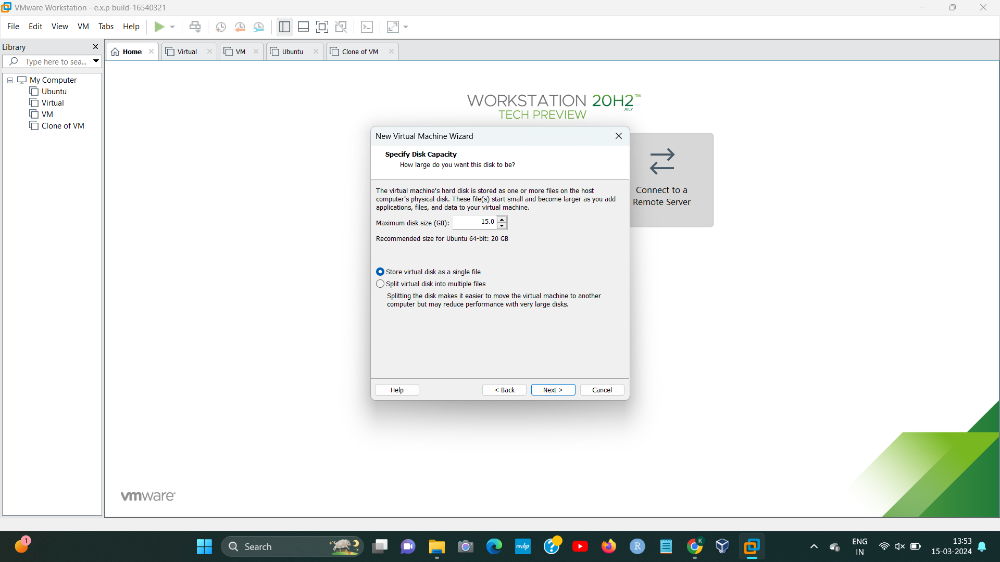 VMware Workstation - e.x.p build-16540321
File Edit View VM Tabs Help
Library
Home
Virtual
VM
Ubuntu
Clone of VM
Type here to sea...
My Computer
Ubuntu
Virtual
VM
Clone of VM
WORKSTATION 20H2™
JULY
TECH PREVIEW
New Virtual Machine Wizard
Specify Disk Capacity
How large do you want this disk to be?
The virtual machine's hard disk is stored as one or more files on the host
computer's physical disk. These file(s) start small and become larger as you add
applications, files, and data to your virtual machine.
Maximum disk size (GB): 15.0
Recommended size for Ubuntu 64-bit: 20 GB
Store virtual disk as a single file
Split virtual disk into multiple files
Splitting the disk makes it easier to move the virtual machine to another
computer but may reduce performance with very large disks.
Help < Back Next > Cancel
Connect to a
Remote Server
vmware
1
Search
myhp
?
R
K
ENG
IN
13:53
15-03-2024